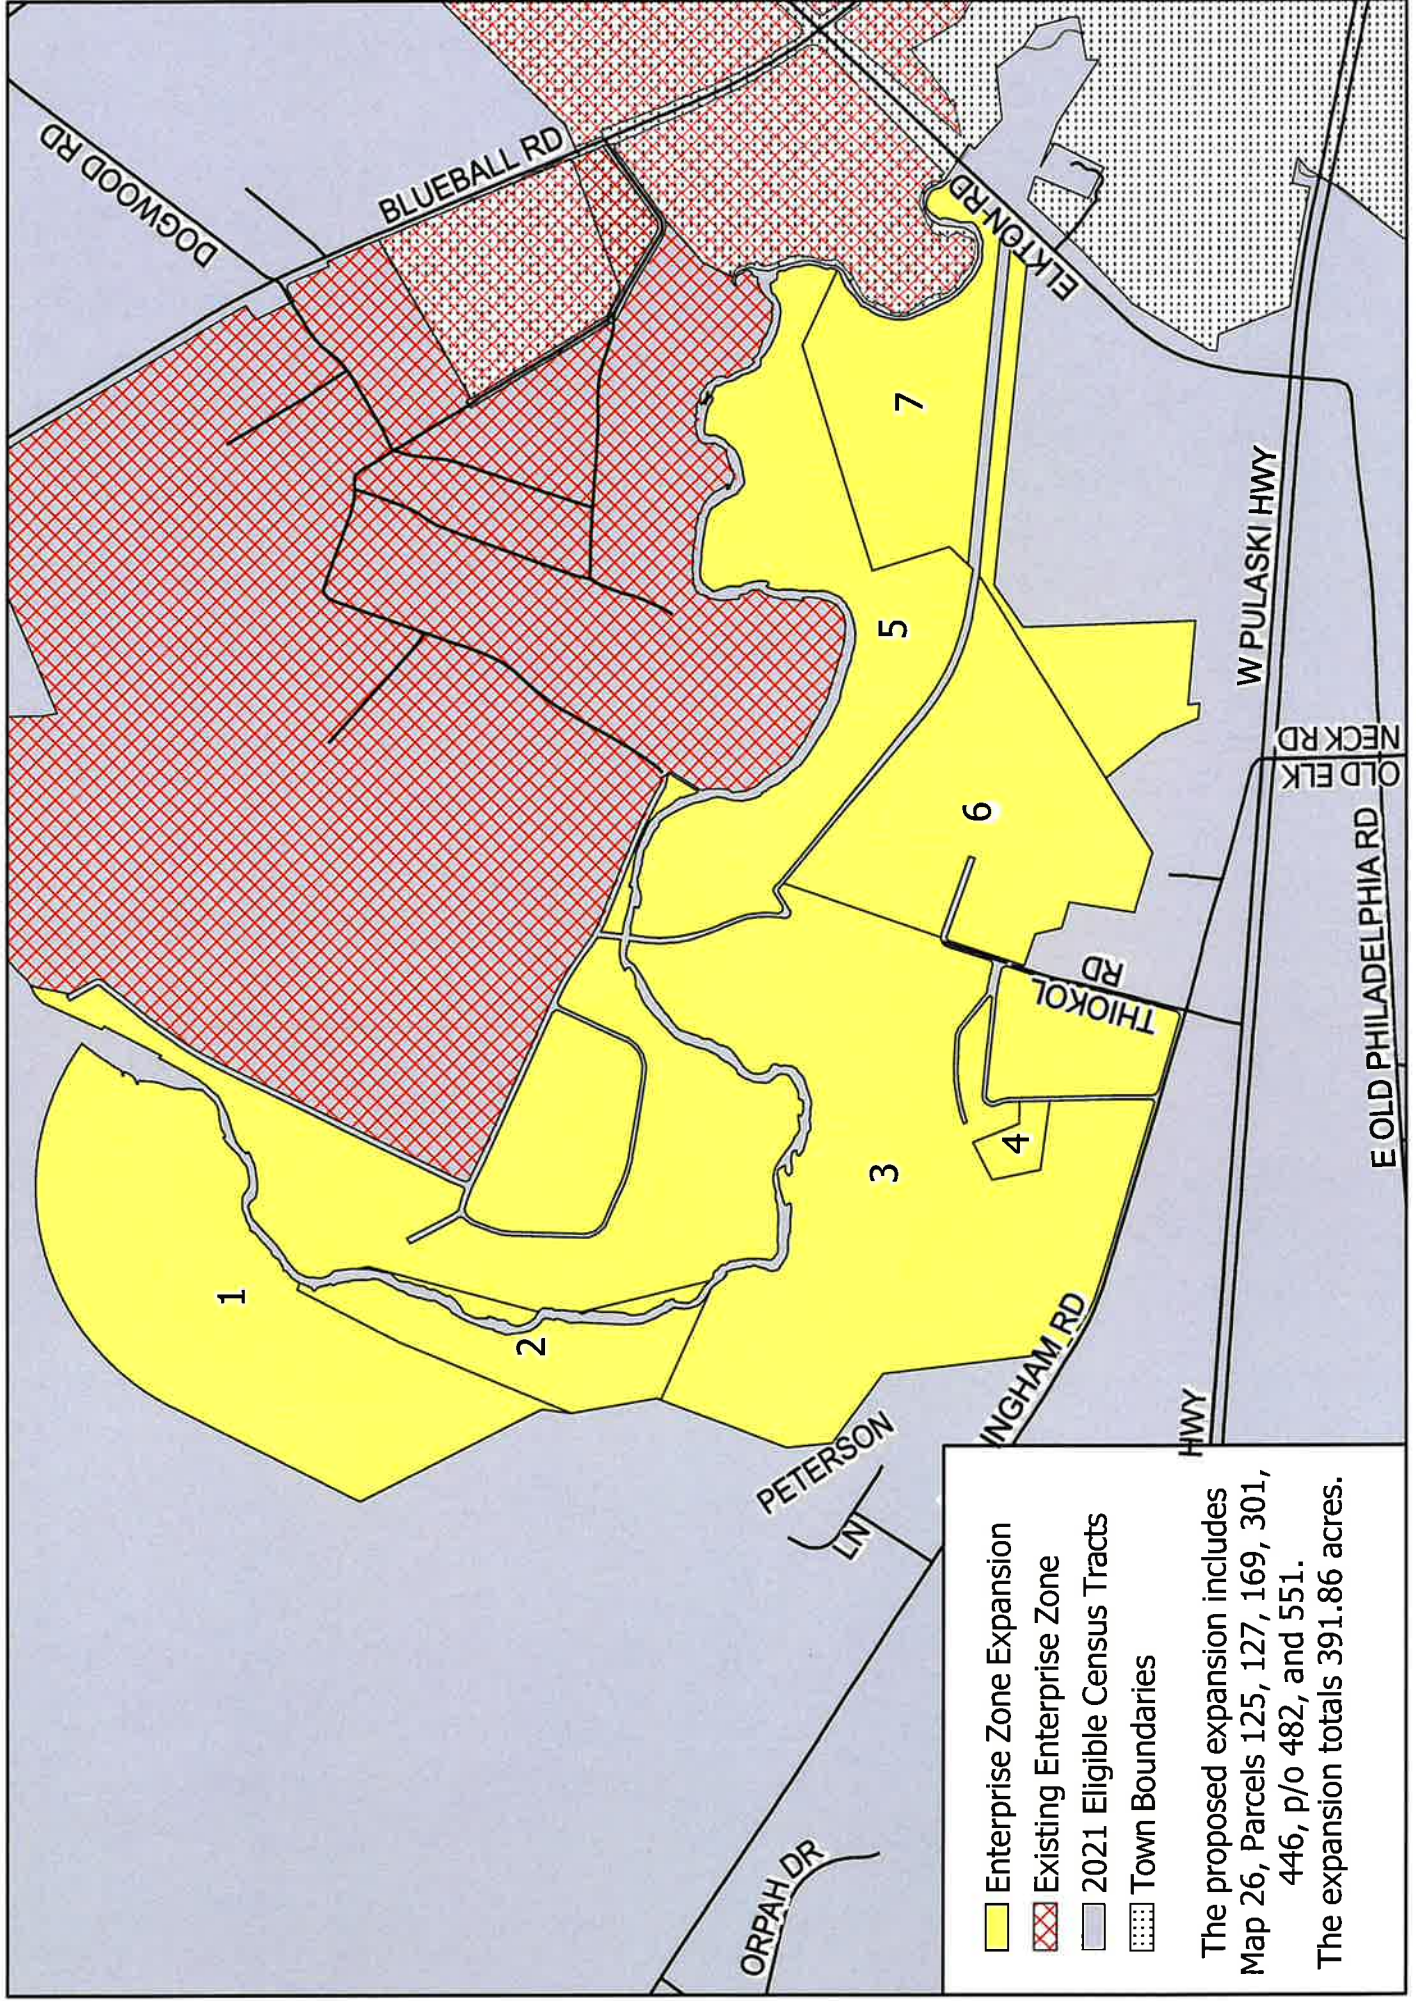 DOGWOOD RD
BLUEBALL RD
ELKTON RD
1
2
3
4
5
6
7
THIOKOL
RD
W PULASKI HWY
OLD ELK
NECK RD
E OLD PHILADELPHIA RD
PETERSON
LN
INGHAM RD
HWY
ORPAH DR
Enterprise Zone Expansion
Existing Enterprise Zone
2021 Eligible Census Tracts
Town Boundaries
The proposed expansion includes
Map 26, Parcels 125, 127, 169, 301,
446, p/o 482, and 551.
The expansion totals 391.86 acres.